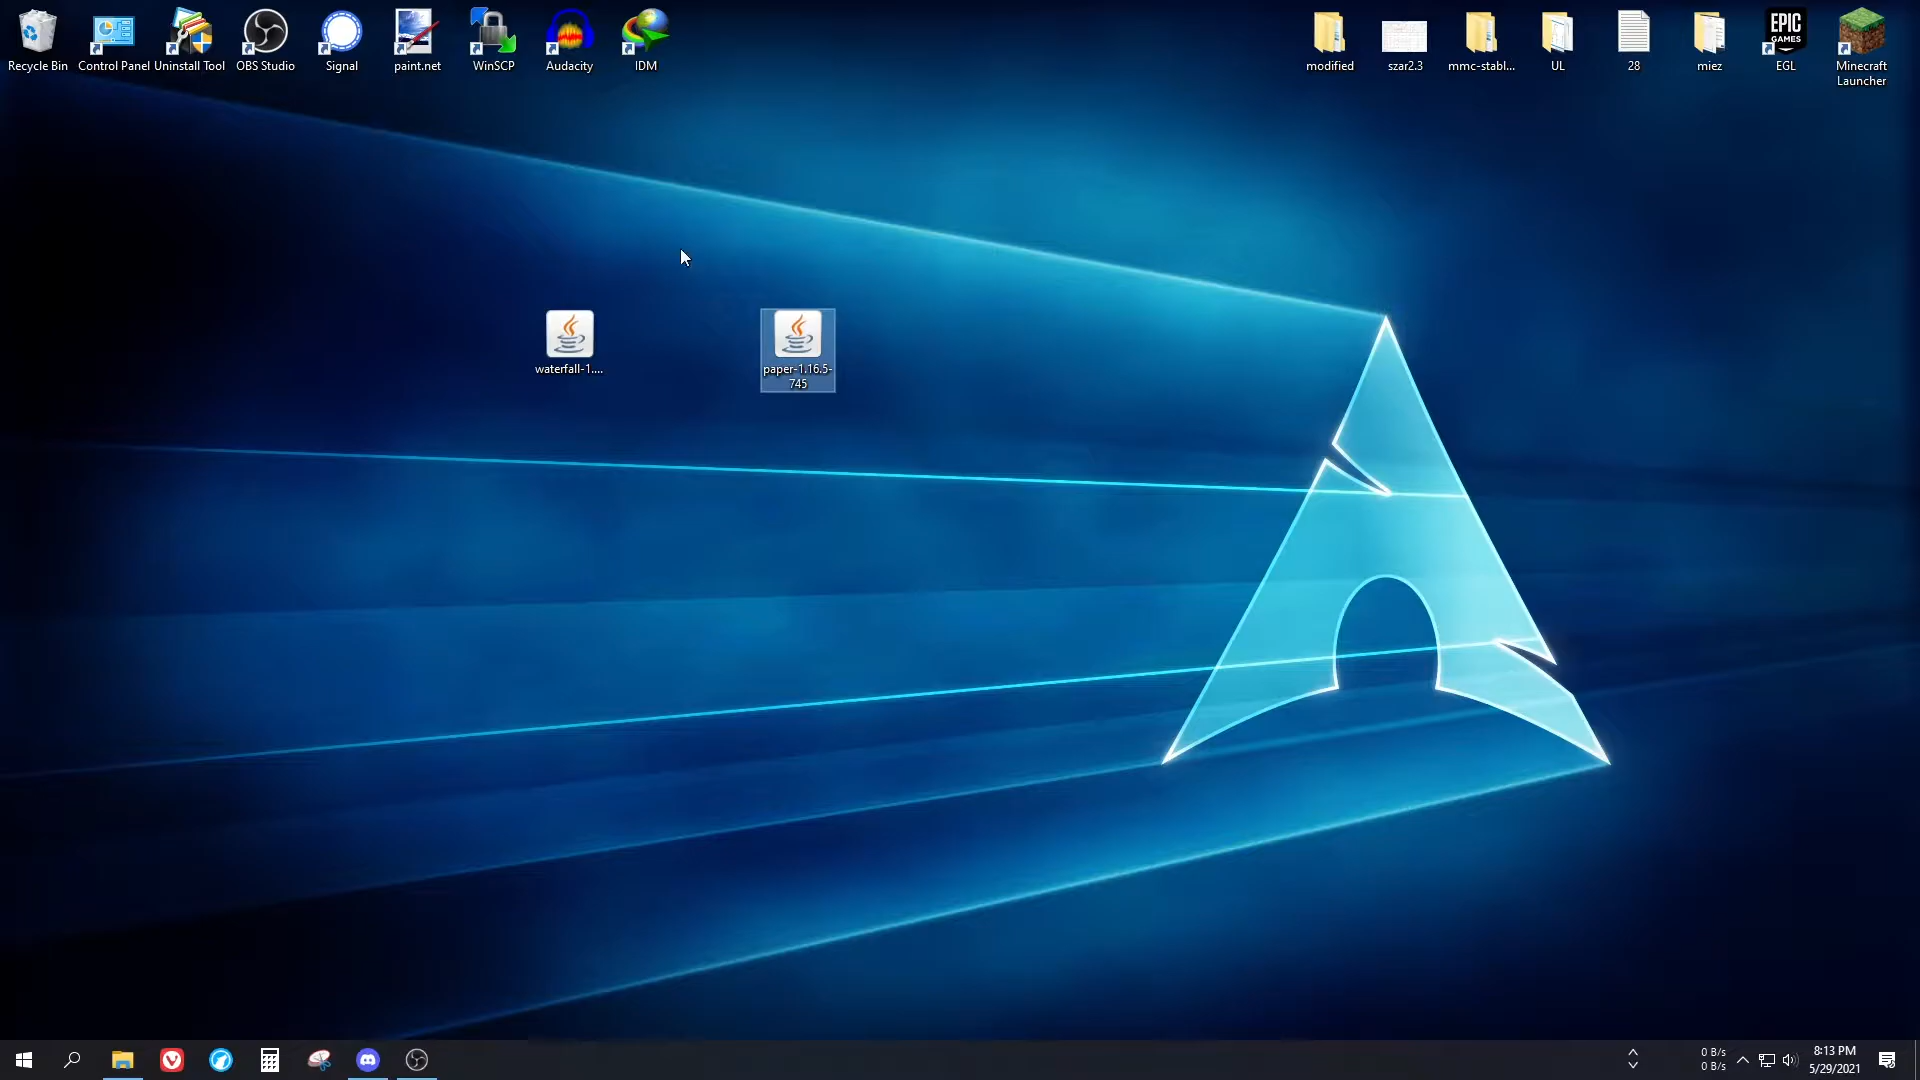 Recycle Bin
Control Panel
Uninstall Tool
OBS Studio
Signal
paint.net
WinSCP
Audacity
IDM
modified
szar2.3
mmc-stabl...
UL
28
miez
EPIC
GAMES
EGL
Minecraft
Launcher
waterfall-1....
paper-1.16.5-
745
0 B/s
0 B/s
8:13 PM
5/29/2021